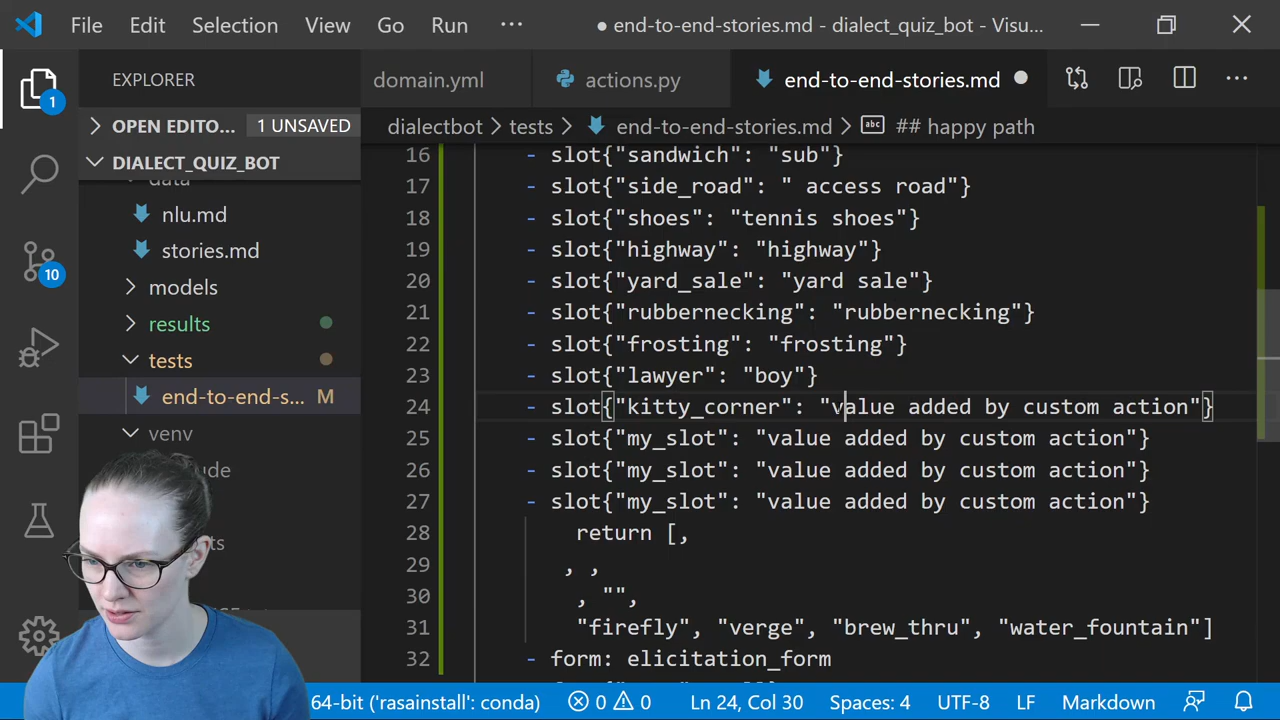 File Edit Selection View Go Run ··· ● end-to-end-stories.md - dialect_quiz_bot - Visu...
EXPLORER
domain.yml actions.py end-to-end-stories.md
OPEN EDITO... 1 UNSAVED
dialectbot > tests > end-to-end-stories.md > ## happy path
DIALECT_QUIZ_BOT
nlu.md
stories.md
models
results
tests
end-to-end-s... M
venv
1
10
16 - slot{"sandwich": "sub"}
17 - slot{"side_road": " access road"}
18 - slot{"shoes": "tennis shoes"}
19 - slot{"highway": "highway"}
20 - slot{"yard_sale": "yard sale"}
21 - slot{"rubbernecking": "rubbernecking"}
22 - slot{"frosting": "frosting"}
23 - slot{"lawyer": "boy"}
24 - slot{"kitty_corner": "value added by custom action"}
25 - slot{"my_slot": "value added by custom action"}
26 - slot{"my_slot": "value added by custom action"}
27 - slot{"my_slot": "value added by custom action"}
28 return [,
29 , ,
30 , "",
31 "firefly", "verge", "brew_thru", "water_fountain"]
32 - form: elicitation_form
64-bit ('rasainstall': conda) 0 0 Ln 24, Col 30 Spaces: 4 UTF-8 LF Markdown